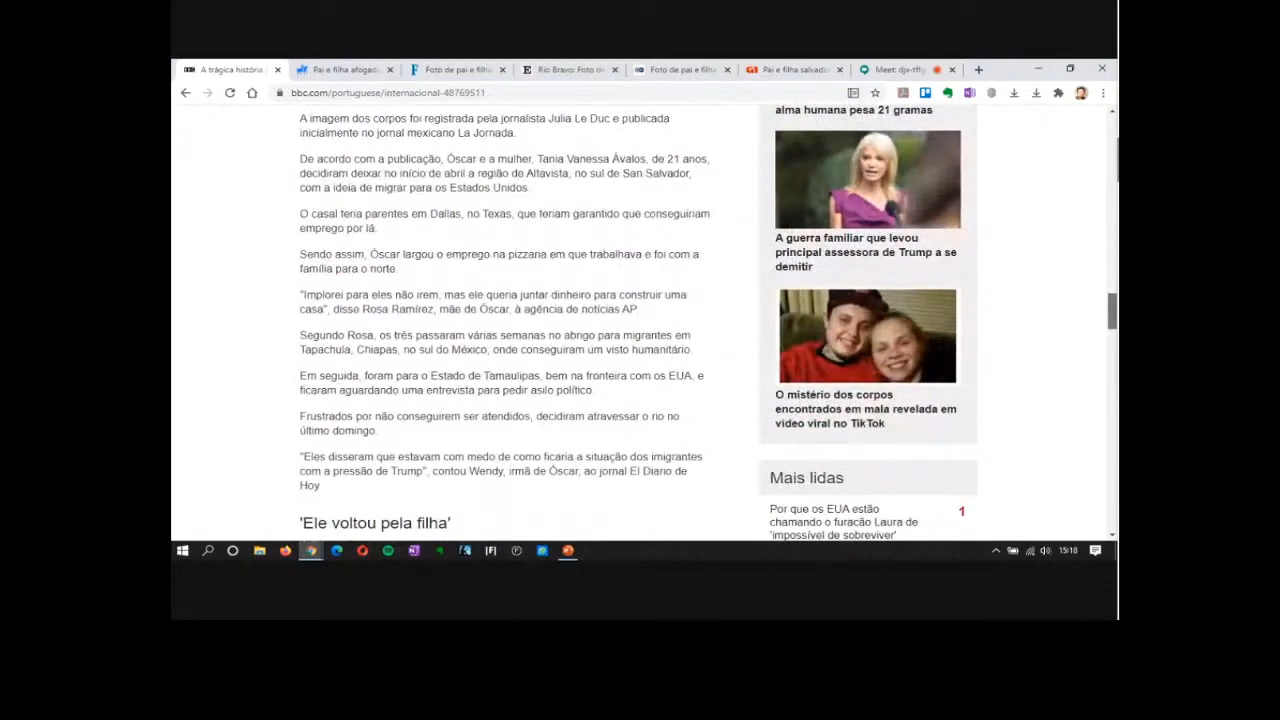 A trágica história
Pai e filha afogad
Foto de pai e filha
Rio Bravo: Foto de
Foto de pai e filha
Pai e filha salvador
Meet: djx-tffg
bbc.com/portuguese/internacional-48769511
A imagem dos corpos foi registrada pela jornalista Julia Le Duc e publicada
inicialmente no jornal mexicano La Jornada.
De acordo com a publicação, Óscar e a mulher, Tania Vanessa Ávalos, de 21 anos,
decidiram deixar no início de abril a região de Altavista, no sul de San Salvador,
com a ideia de migrar para os Estados Unidos.
O casal teria parentes em Dallas, no Texas, que teriam garantido que conseguiriam
emprego por lá.
Sendo assim, Óscar largou o emprego na pizzaria em que trabalhava e foi com a
família para o norte.
"Implorei para eles não irem, mas ele queria juntar dinheiro para construir uma
casa", disse Rosa Ramírez, mãe de Óscar, à agência de notícias AP
Segundo Rosa, os três passaram várias semanas no abrigo para migrantes em
Tapachula, Chiapas, no sul do México, onde conseguiram um visto humanitário.
Em seguida, foram para o Estado de Tamaulipas, bem na fronteira com os EUA, e
ficaram aguardando uma entrevista para pedir asilo político.
Frustrados por não conseguirem ser atendidos, decidiram atravessar o rio no
último domingo.
"Eles disseram que estavam com medo de como ficaria a situação dos imigrantes
com a pressão de Trump", contou Wendy, irmã de Óscar, ao jornal El Diario de
Hoy
'Ele voltou pela filha'
alma humana pesa 21 gramas
A guerra familiar que levou
principal assessora de Trump a se
demitir
O mistério dos corpos
encontrados em mala revelada em
vídeo viral no TikTok
Mais lidas
Por que os EUA estão
chamando o furacão Laura de
'impossível de sobreviver'
1
15:18